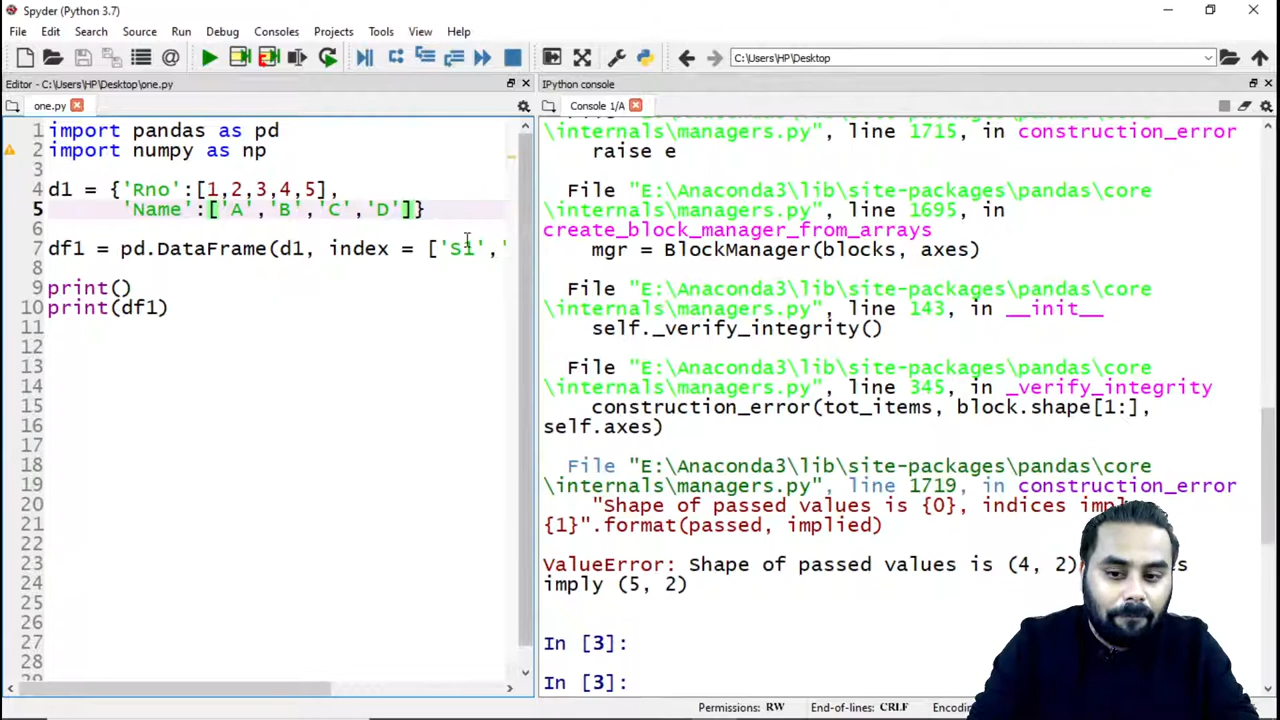 Spyder (Python 3.7)
File Edit Search Source Run Debug Consoles Projects Tools View Help
C:\Users\HP\Desktop
Editor - C:\Users\HP\Desktop\one.py
IPython console
one.py
Console 1/A
1 import pandas as pd
2 import numpy as np
3
4 d1 = {'Rno':[1,2,3,4,5],
5 'Name':['A','B','C','D']}
6
7 df1 = pd.DataFrame(d1, index = ['S1','
8
9 print()
10 print(df1)
11
12
13
14
15
16
17
18
19
20
21
22
23
24
25
26
27
28
29
\internals\managers.py", line 1715, in construction_error
raise e
File "E:\Anaconda3\lib\site-packages\pandas\core
\internals\managers.py", line 1695, in
create_block_manager_from_arrays
mgr = BlockManager(blocks, axes)
File "E:\Anaconda3\lib\site-packages\pandas\core
\internals\managers.py", line 143, in __init__
self._verify_integrity()
File "E:\Anaconda3\lib\site-packages\pandas\core
\internals\managers.py", line 345, in _verify_integrity
construction_error(tot_items, block.shape[1:],
self.axes)
File "E:\Anaconda3\lib\site-packages\pandas\core
\internals\managers.py", line 1719, in construction_error
"Shape of passed values is {0}, indices imply
{1}".format(passed, implied)
ValueError: Shape of passed values is (4, 2)
imply (5, 2)
In [3]:
In [3]:
Permissions: RW End-of-lines: CRLF